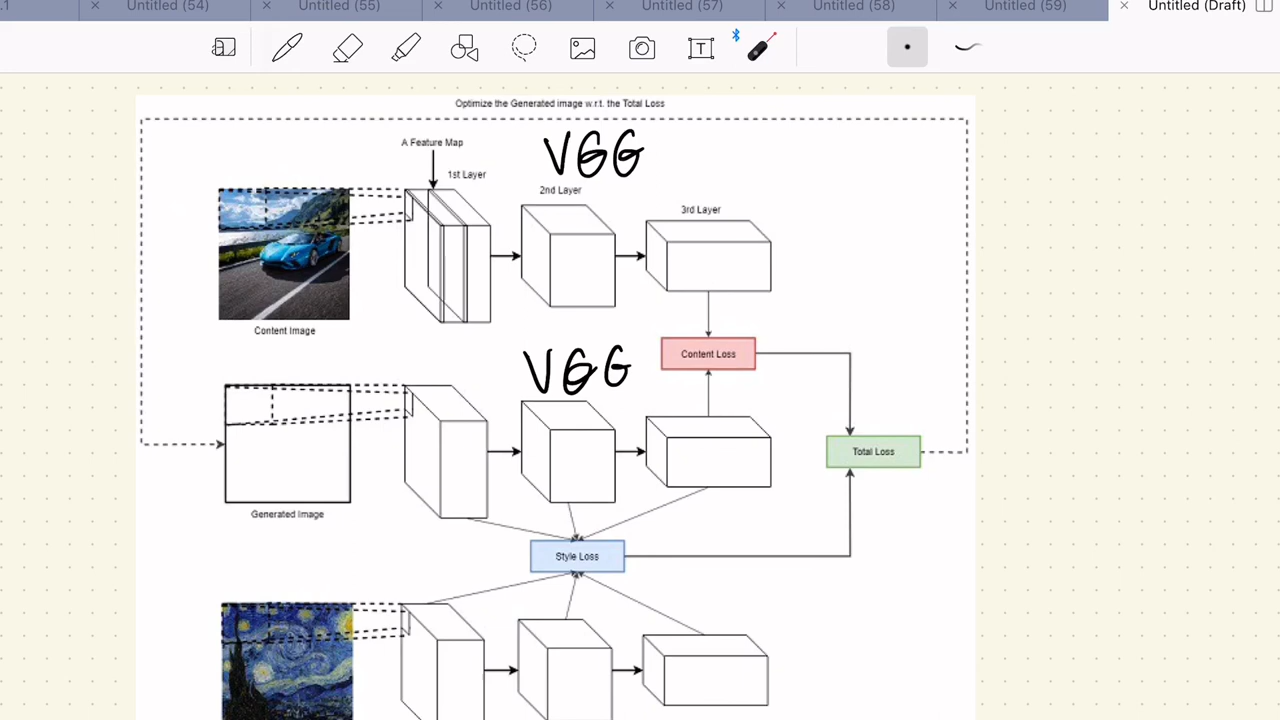 .1 Untitled (54) Untitled (55) Untitled (56) Untitled (57) Untitled (58) Untitled (59) Untitled (Draft)
T
Optimize the Generated image w.r.t. the Total Loss
A Feature Map
VGG
1st Layer
2nd Layer
3rd Layer
Content Image
Content Loss
VGG
Total Loss
Generated Image
Style Loss